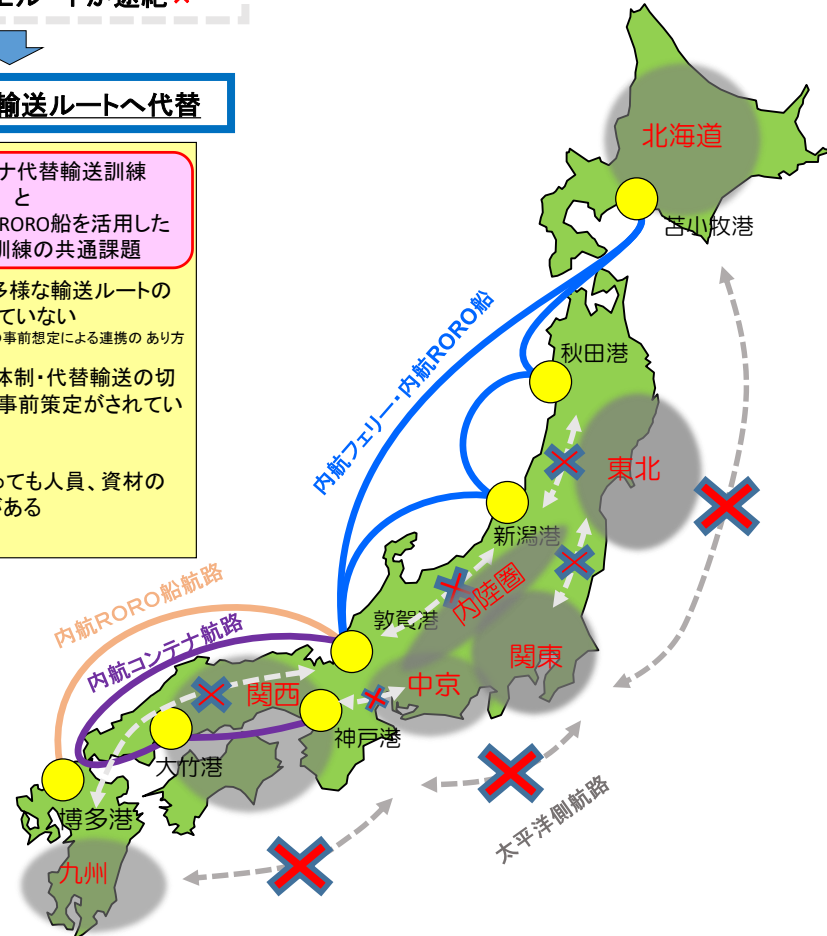 ルートが途絶×
輸送ルートへ代替
ナ代替輸送訓練
と
RORO船を活用した
訓練の共通課題
多様な輸送ルートの
ていない
の事前想定による連携の あり方
体制・代替輸送の切
事前策定がされてい
っても人員、資材の
がある
北海道
苫小牧港
内航フェリー・内航RORO船
秋田港
東北
新潟港
内陸圏
内航RORO船航路
敦賀港
内航コンテナ航路
関東
関西
中京
神戸港
大竹港
太平洋側航路
博多港
九州